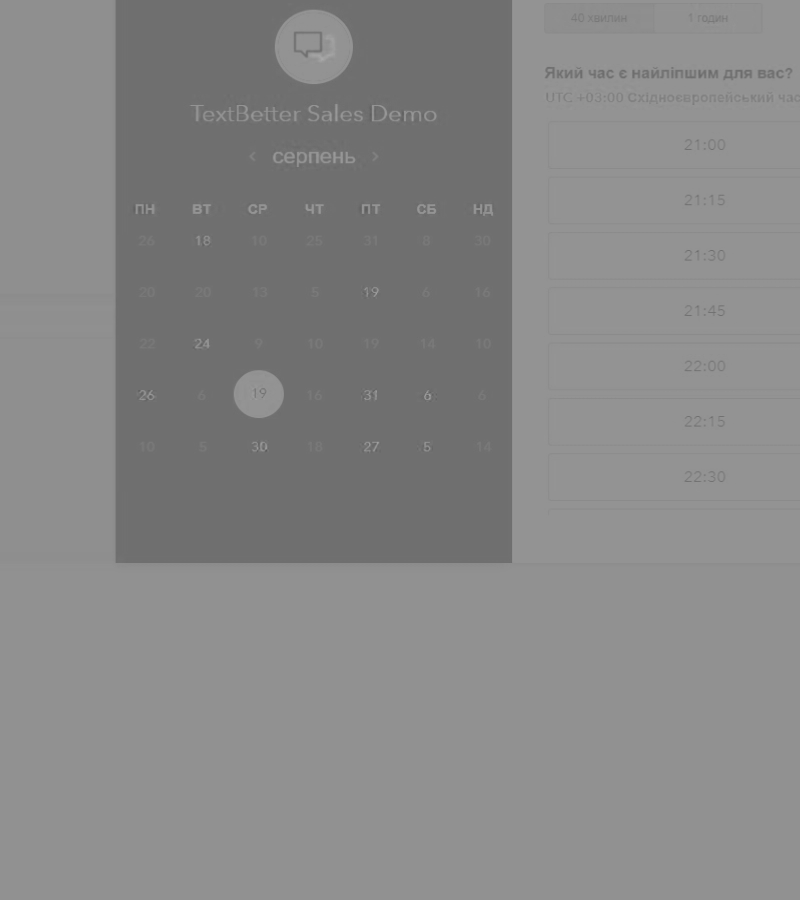 TextBetter Sales Demo
< серпень >
ПН ВТ СР ЧТ ПТ СБ НД
26 18 10 25 31 8 30
20 20 13 5 19 6 16
22 24 9 10 19 14 10
26 6 19 16 31 6 6
10 5 30 18 27 5 14
40 хвилин 1 годин
Який час є найліпшим для вас?
UTC +03:00 Східноєвропейський час
21:00
21:15
21:30
21:45
22:00
22:15
22:30